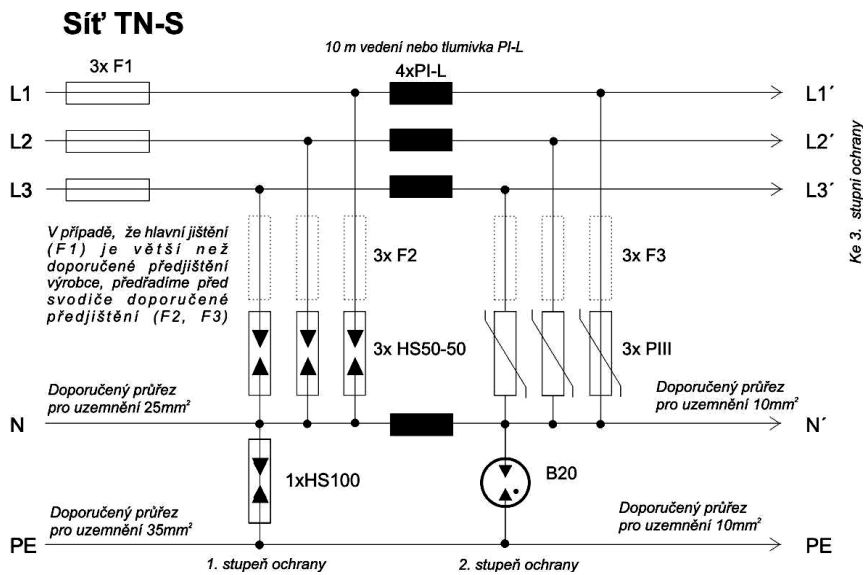 Síť TN-S
10 m vedení nebo tlumivka PI-L
3x F1
4xPI-L
L1
L1´
L2
L2´
L3
L3´
Ke 3. stupni ochrany
V případě, že hlavní jištění
(F1) je větší než
doporučené předjištění
výrobce, předřadíme před
svodiče doporučené
předjištění (F2, F3)
3x F2
3x F3
3x HS50-50
3x PIII
Doporučený průřez
pro uzemnění 25mm²
Doporučený průřez
pro uzemnění 10mm²
N
N´
1xHS100
B20
Doporučený průřez
pro uzemnění 35mm²
Doporučený průřez
pro uzemnění 10mm²
PE
PE
1. stupeň ochrany
2. stupeň ochrany